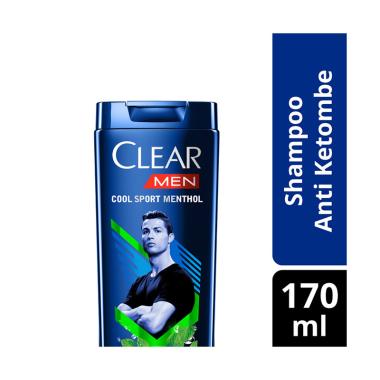 CLEAR
MEN
COOL SPORT MENTHOL
Shampoo
Anti Ketombe
170
ml